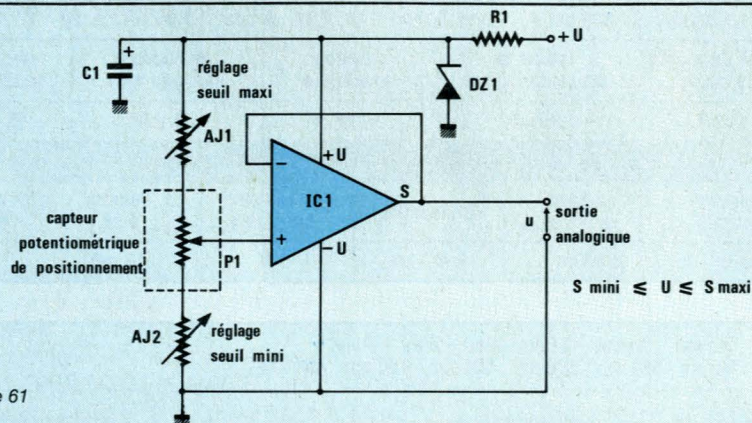 R1
+ U
+
C1
réglage
seuil maxi
AJ1
DZ1
−
+ U
IC1
S
capteur
potentiométrique
de positionnement
+
P1
− U
u
sortie
analogique
S mini ⩽ U ⩽ S maxi
AJ2
réglage
seuil mini
61